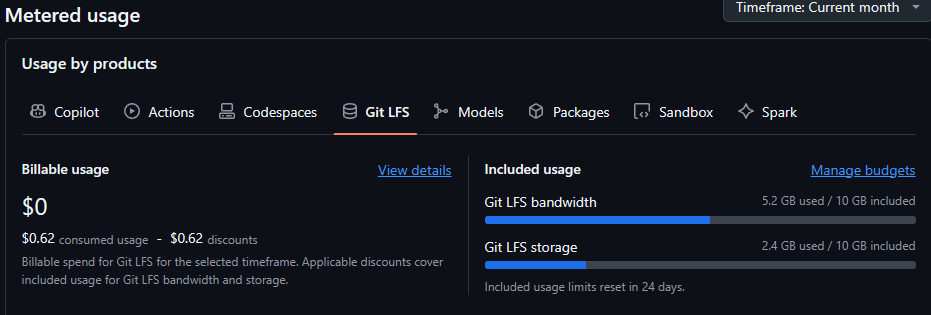 Metered usage
Timeframe: Current month
Usage by products
Copilot
Actions
Codespaces
Git LFS
Models
Packages
Sandbox
Spark
Billable usage
View details
$0
$0.62 consumed usage - $0.62 discounts
Billable spend for Git LFS for the selected timeframe. Applicable discounts cover
included usage for Git LFS bandwidth and storage.
Included usage
Manage budgets
Git LFS bandwidth
5.2 GB used / 10 GB included
Git LFS storage
2.4 GB used / 10 GB included
Included usage limits reset in 24 days.